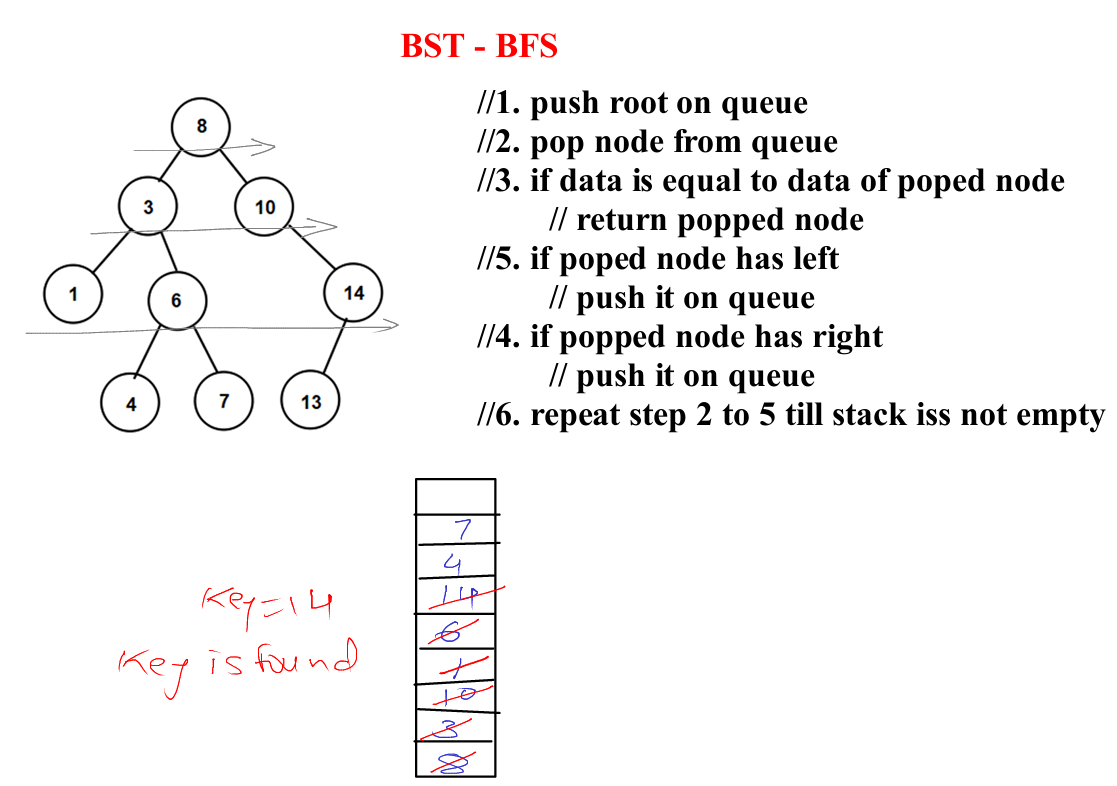 BST - BFS
//1. push root on queue
//2. pop node from queue
//3. if data is equal to data of poped node
// return popped node
//5. if poped node has left
// push it on queue
//4. if popped node has right
// push it on queue
//6. repeat step 2 to 5 till stack iss not empty
8
3
10
1
6
14
4
7
13
7
4
14
6
1
10
3
8
Key=14
Key is found